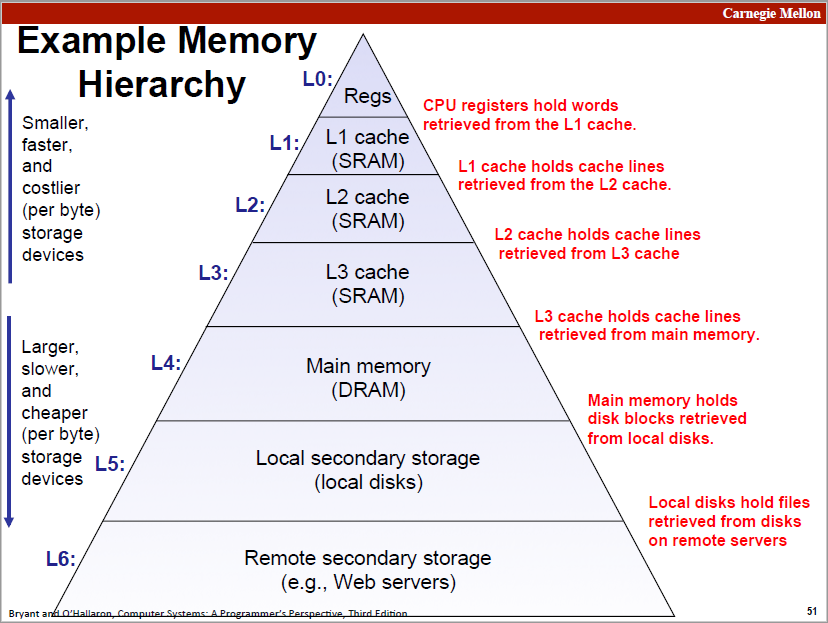 Carnegie Mellon
Example Memory
Hierarchy
Smaller,
faster,
and
costlier
(per byte)
storage
devices
Larger,
slower,
and
cheaper
(per byte)
storage
devices
L0:
Regs
CPU registers hold words
retrieved from the L1 cache.
L1:
L1 cache
(SRAM)
L1 cache holds cache lines
retrieved from the L2 cache.
L2:
L2 cache
(SRAM)
L2 cache holds cache lines
retrieved from L3 cache
L3:
L3 cache
(SRAM)
L3 cache holds cache lines
retrieved from main memory.
L4:
Main memory
(DRAM)
Main memory holds
disk blocks retrieved
from local disks.
L5:
Local secondary storage
(local disks)
Local disks hold files
retrieved from disks
on remote servers
L6:
Remote secondary storage
(e.g., Web servers)
Bryant and O'Hallaron, Computer Systems: A Programmer's Perspective, Third Edition
51